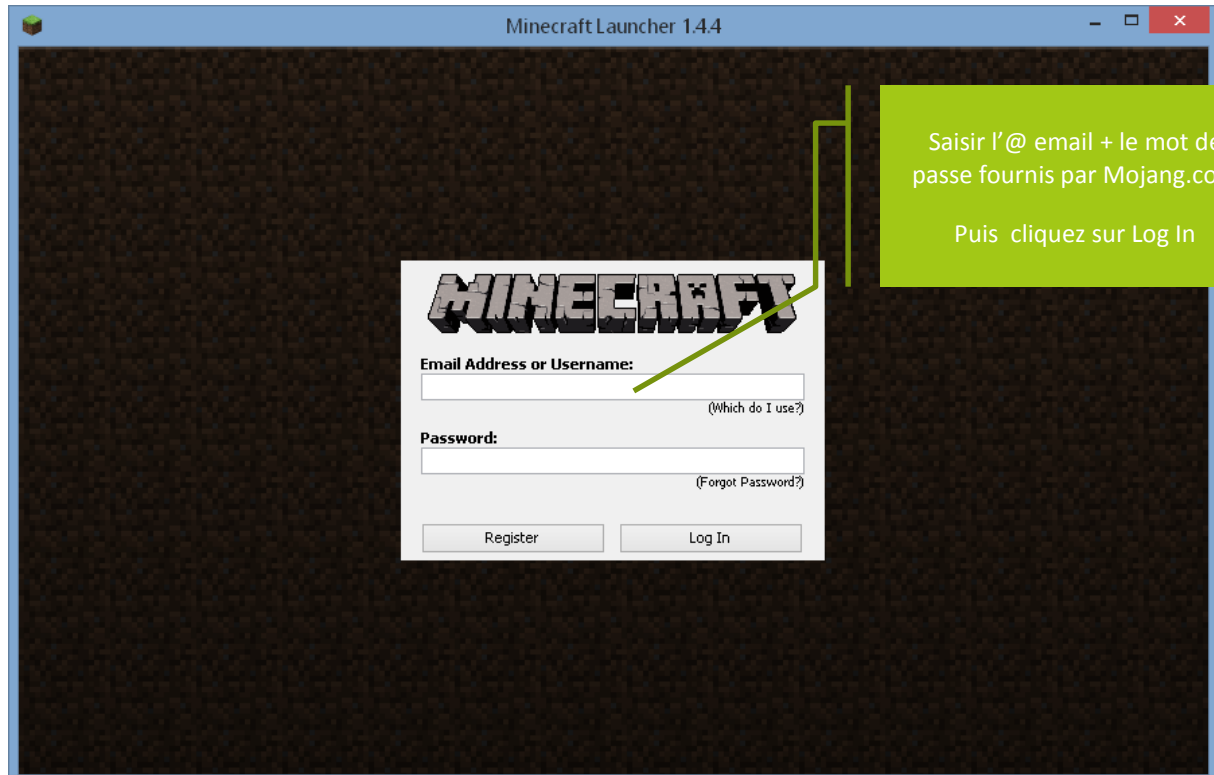 Minecraft Launcher 1.4.4
Saisir l'@ email + le mot de
passe fournis par Mojang.co
Puis cliquez sur Log In
MINECRAFT
Email Address or Username:
(Which do I use?)
Password:
(Forgot Password?)
Register Log In